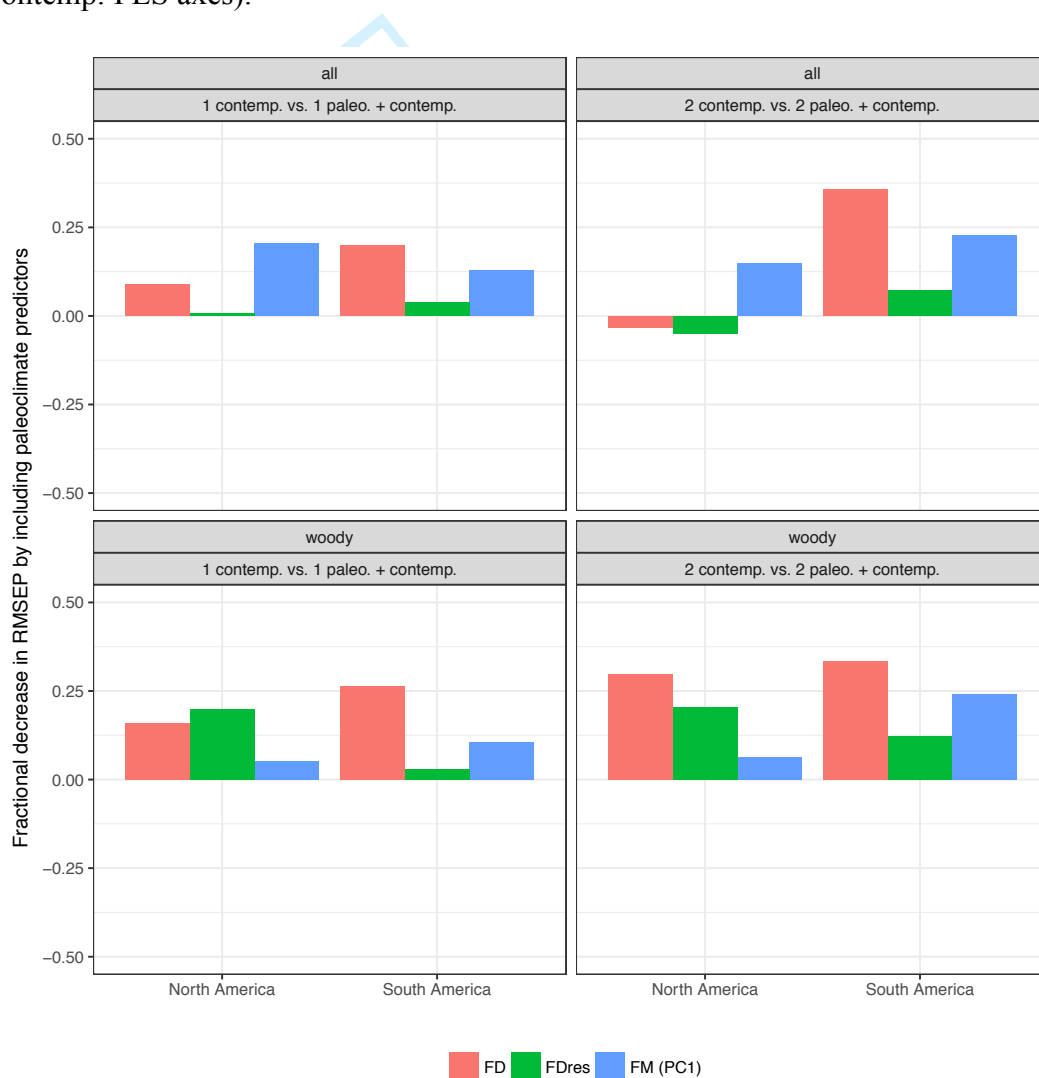 contemp. PLS axes).
all
all
1 contemp. vs. 1 paleo. + contemp.
2 contemp. vs. 2 paleo. + contemp.
0.50
0.25
0.00
−0.25
−0.50
woody
woody
1 contemp. vs. 1 paleo. + contemp.
2 contemp. vs. 2 paleo. + contemp.
0.50
0.25
0.00
−0.25
−0.50
Fractional decrease in RMSEP by including paleoclimate predictors
North America
South America
North America
South America
FD
FDres
FM (PC1)